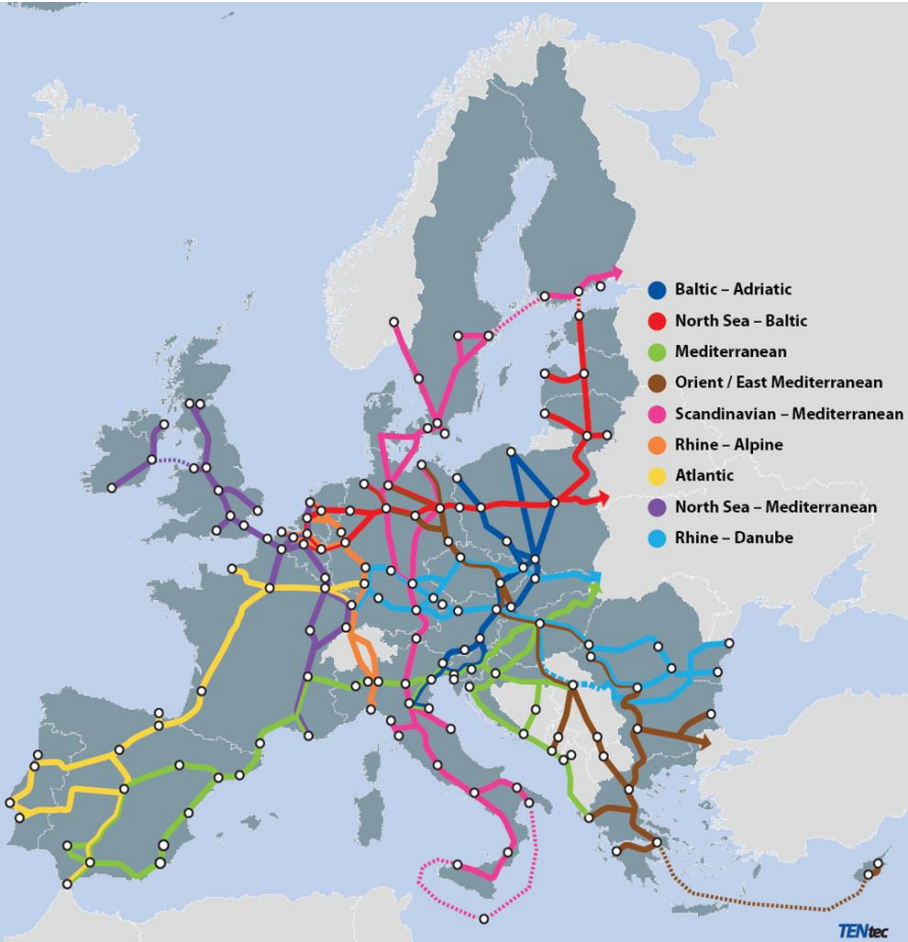 Baltic – Adriatic
North Sea – Baltic
Mediterranean
Orient / East Mediterranean
Scandinavian – Mediterranean
Rhine – Alpine
Atlantic
North Sea – Mediterranean
Rhine – Danube
TENtec